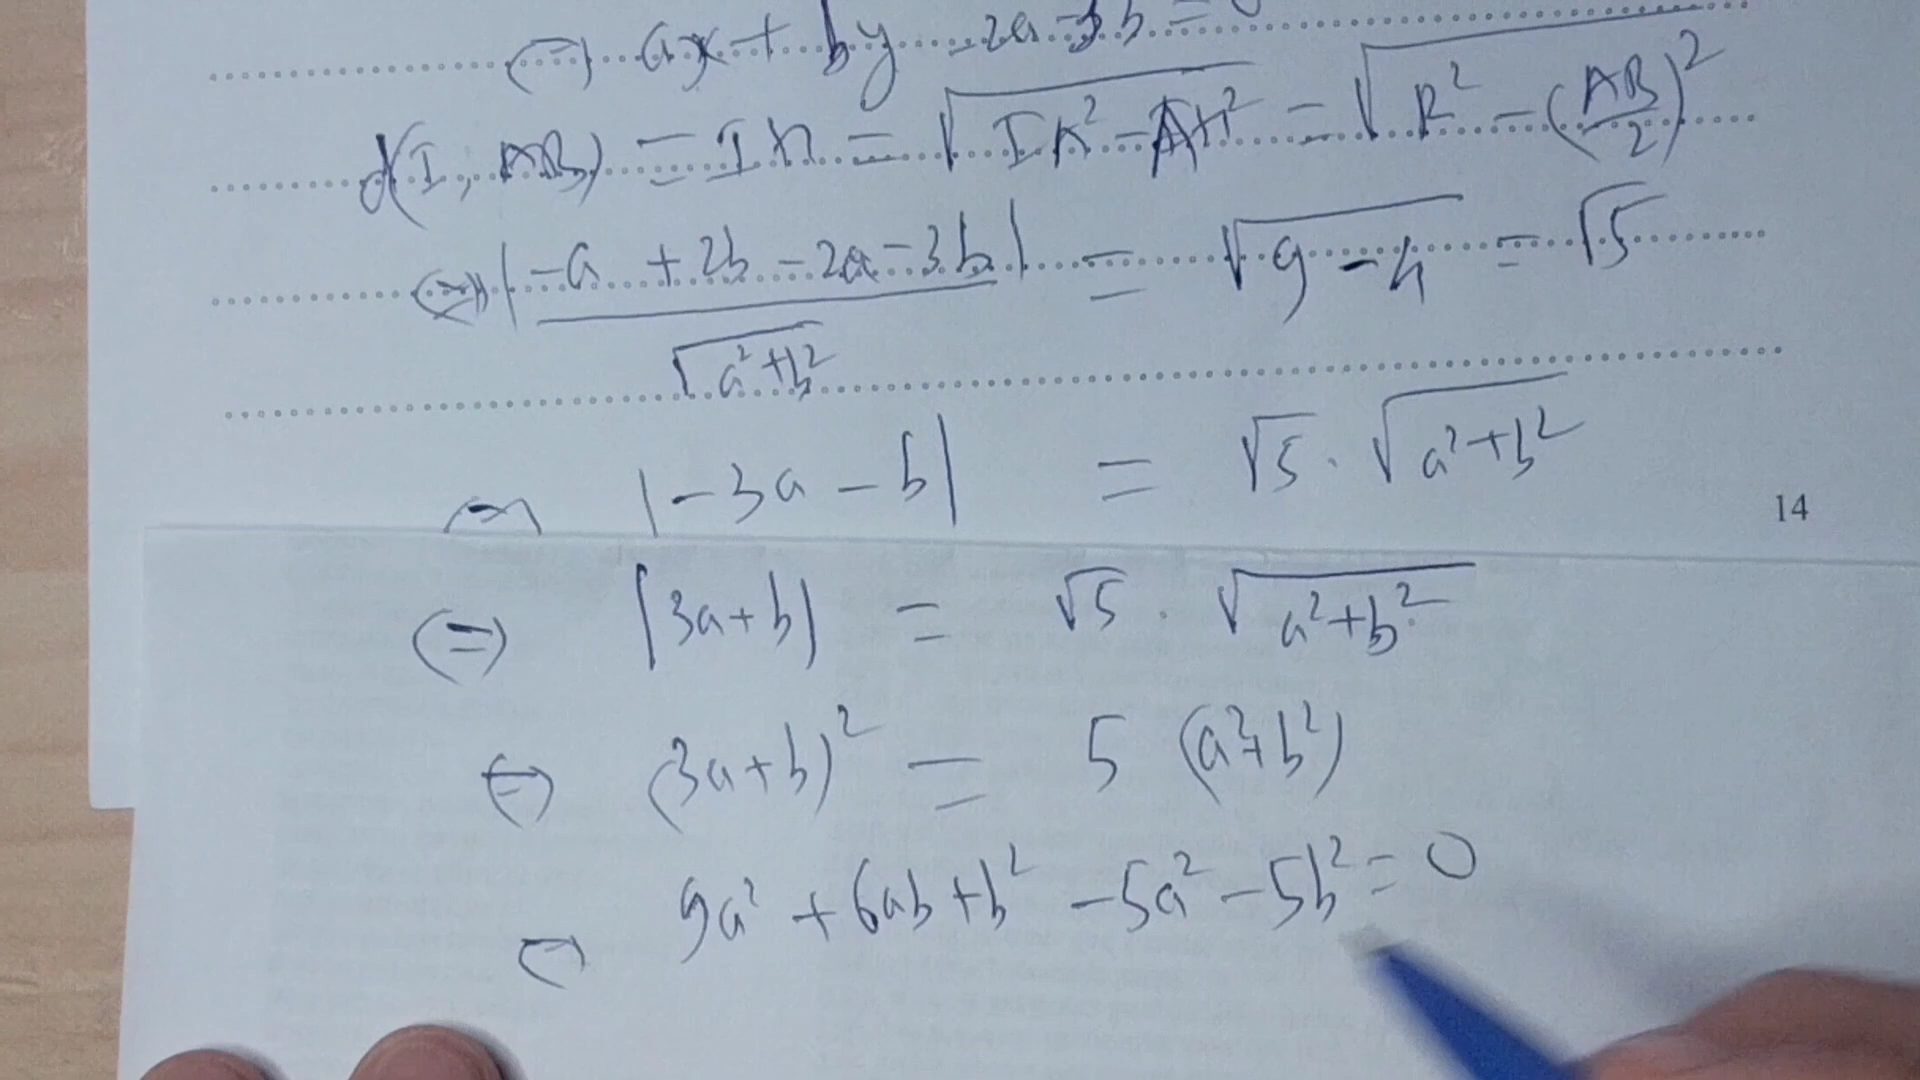 ⇔ ax + by - 2a - 3b = 0
d(I, AB) = IH = √(IA² - AH²) = √(R² - (AB/2)²)
⇔ |-a + 2b - 2a - 3b| / √(a²+b²) = √(9 - 4) = √5
⇔ |-3a - b| = √5 . √(a²+b²)
14
⇔ |3a+b| = √5 . √(a²+b²)
⇔ (3a+b)² = 5 (a²+b²)
⇔ 9a² + 6ab + b² - 5a² - 5b² = 0